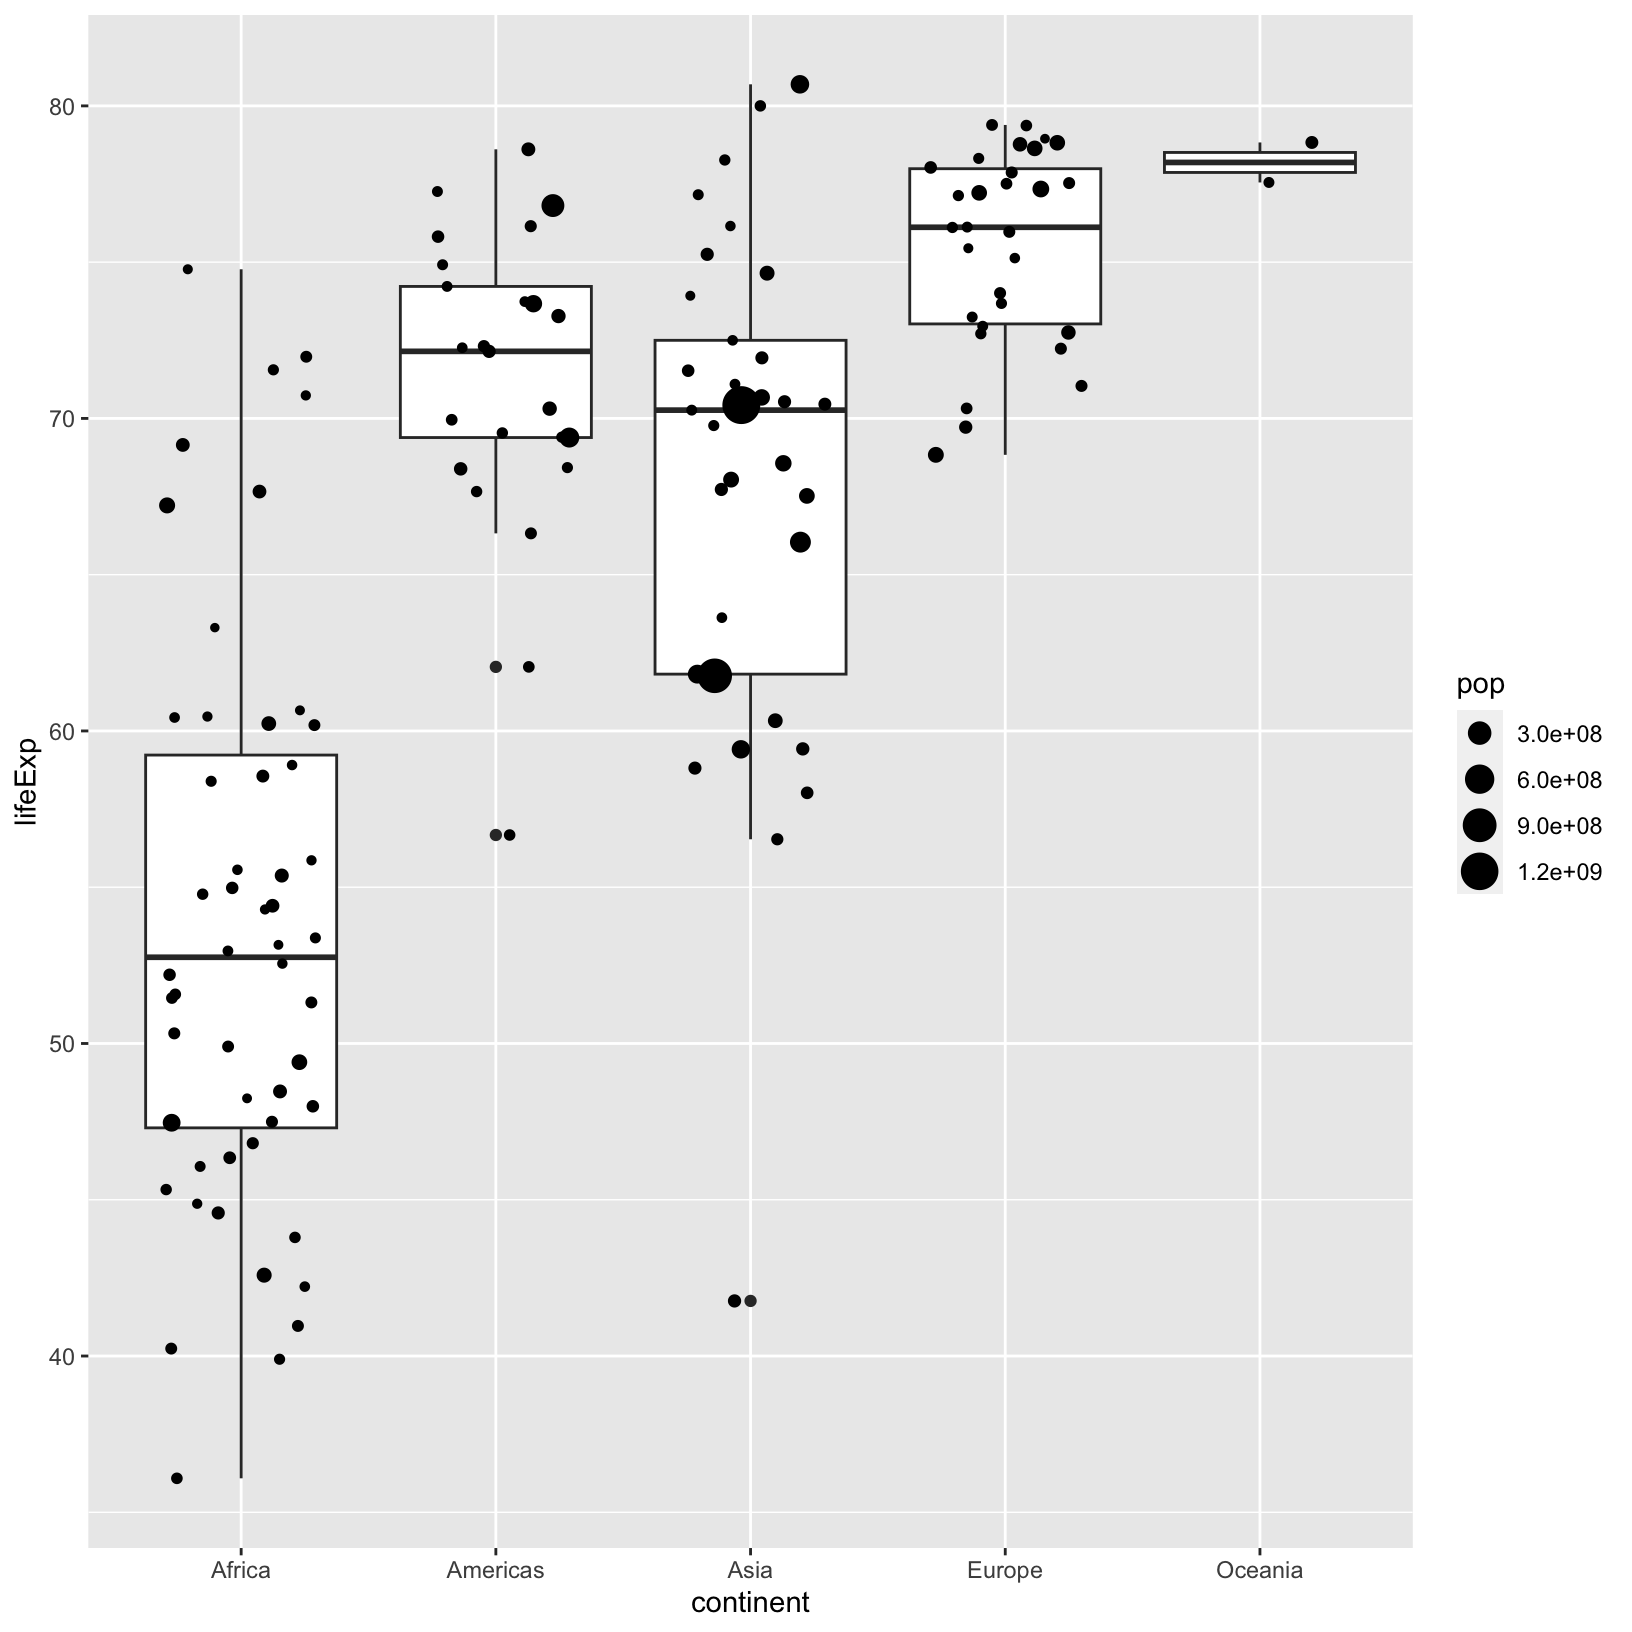 80
70
60
50
40
lifeExp
Africa
Americas
Asia
Europe
Oceania
continent
pop
3.0e+08
6.0e+08
9.0e+08
1.2e+09